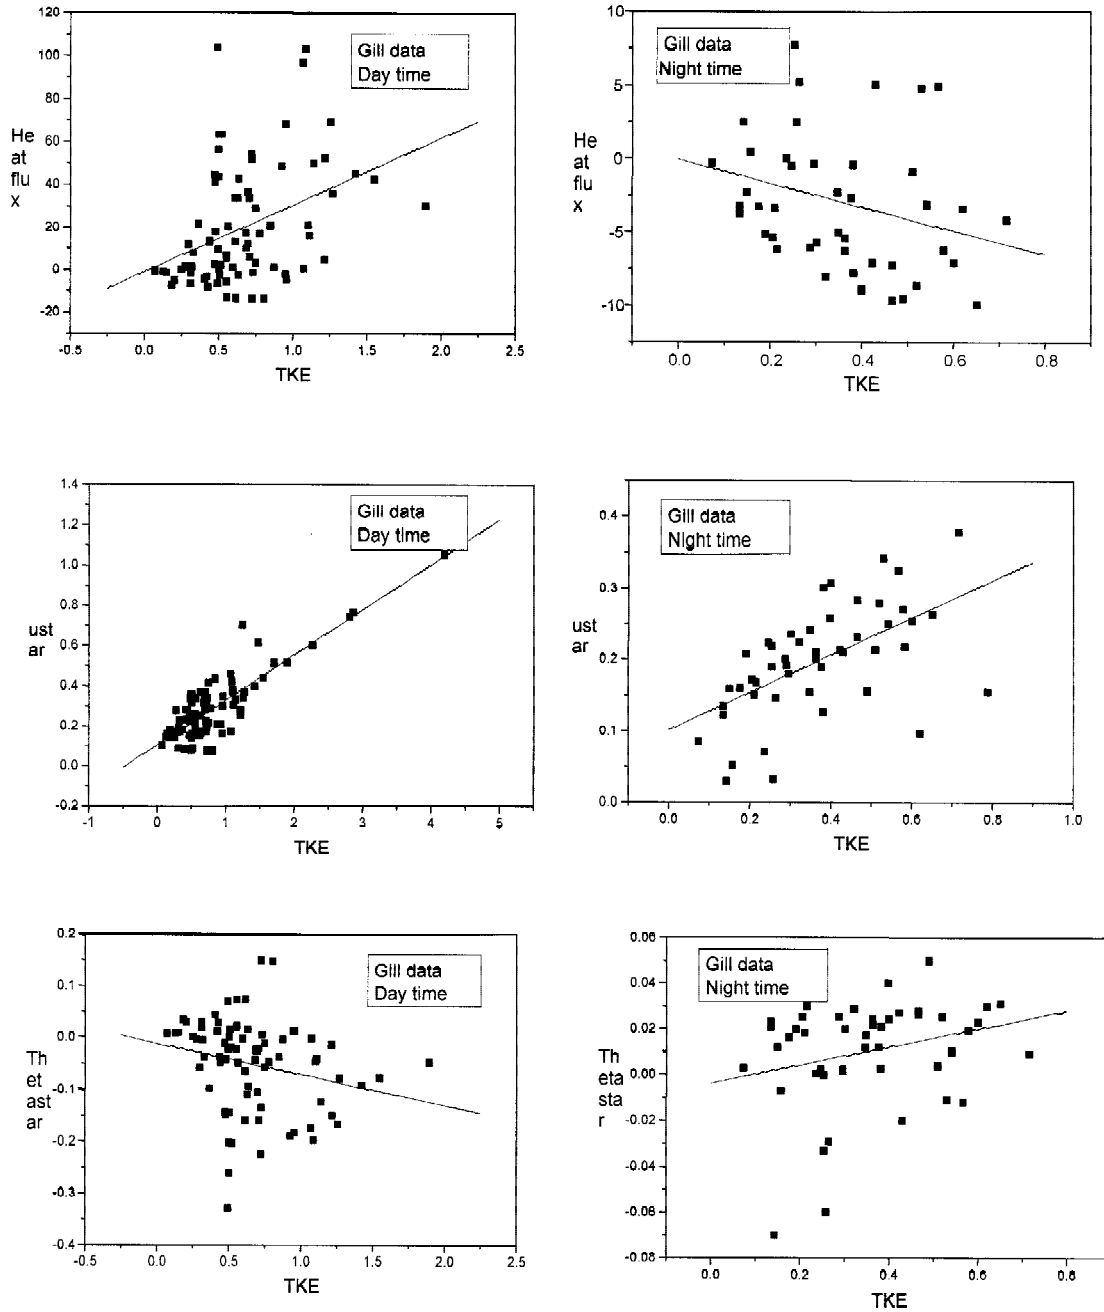 120
100
80
60
40
20
0
-20
He
at
flu
x
Gill data
Day time
-0.5 0.0 0.5 1.0 1.5 2.0 2.5
TKE
10
5
0
-5
-10
He
at
flu
x
Gill data
Night time
0.0 0.2 0.4 0.6 0.8
TKE
1.4
1.2
1.0
0.8
0.6
0.4
0.2
0.0
-0.2
ust
ar
Gill data
Day time
-1 0 1 2 3 4 5
TKE
0.4
0.3
0.2
0.1
0.0
ust
ar
Gill data
Night time
0.0 0.2 0.4 0.6 0.8 1.0
TKE
0.2
0.1
0.0
-0.1
-0.2
-0.3
-0.4
Th
et
ast
ar
Gill data
Day time
-0.5 0.0 0.5 1.0 1.5 2.0 2.5
TKE
0.06
0.04
0.02
0.00
-0.02
-0.04
-0.06
-0.08
Th
eta
sta
r
Gill data
Night time
0.0 0.2 0.4 0.6 0.8
TKE